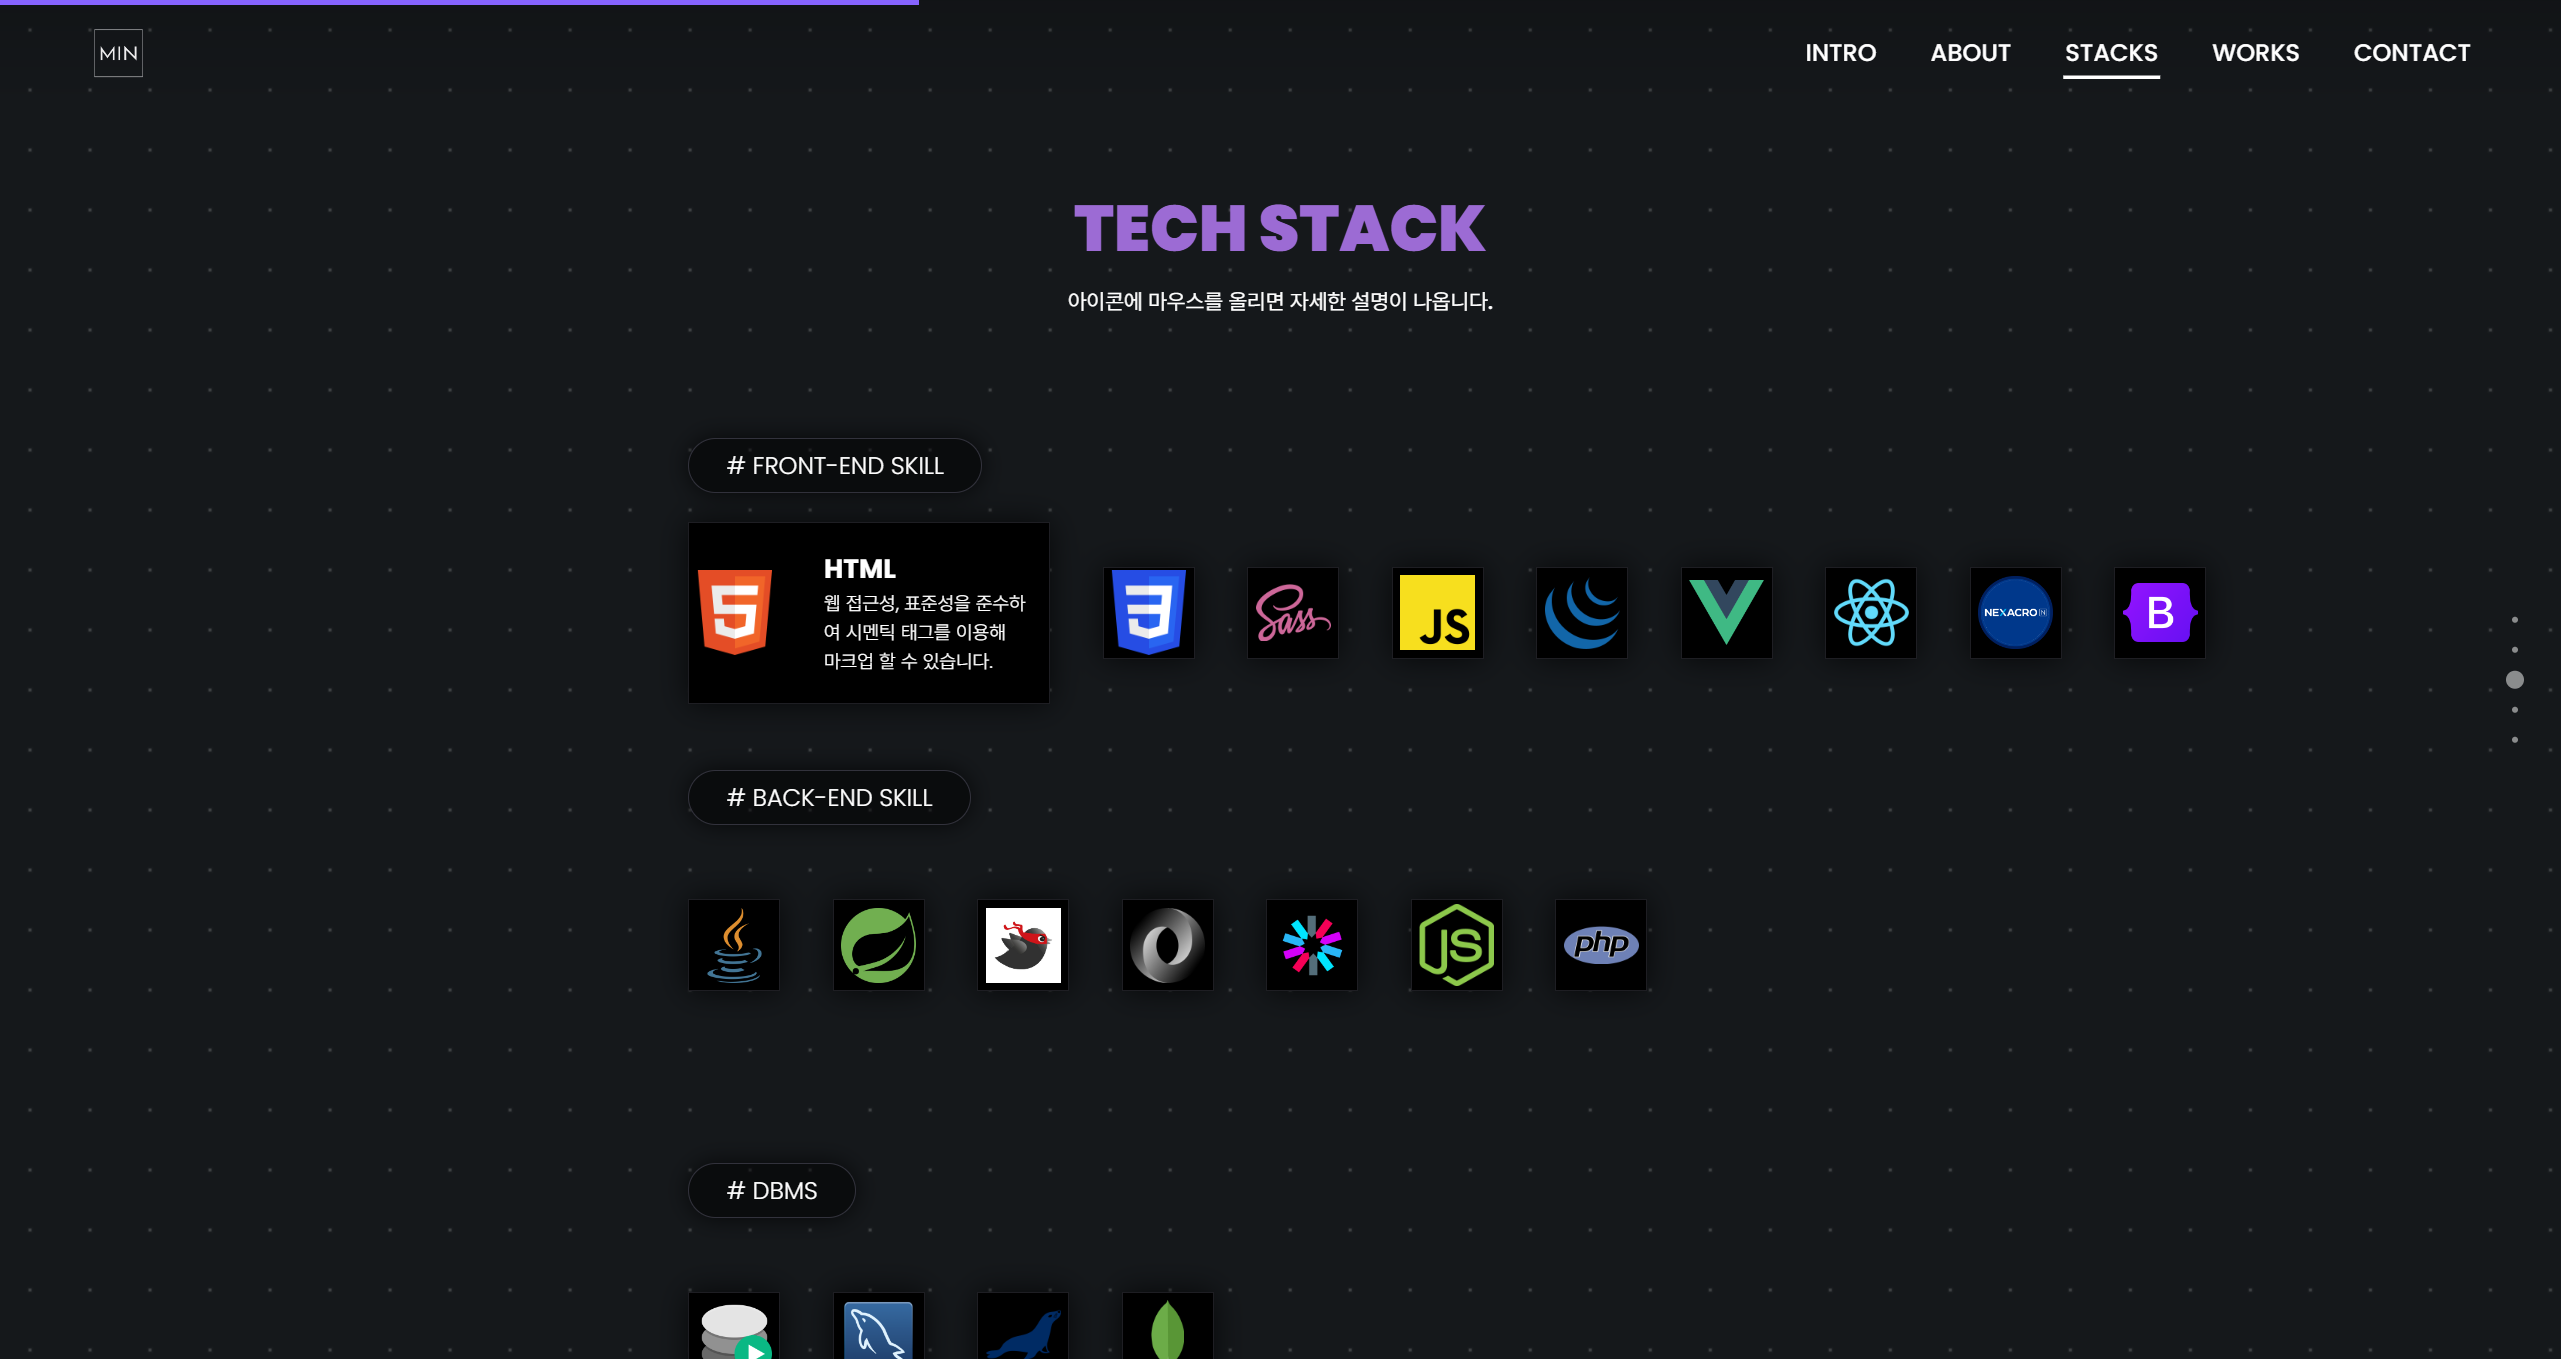 MIN
INTRO
ABOUT
STACKS
WORKS
CONTACT
TECH STACK
아이콘에 마우스를 올리면 자세한 설명이 나옵니다.
# FRONT-END SKILL
HTML
웹 접근성, 표준성을 준수하
여 시멘틱 태그를 이용해
마크업 할 수 있습니다.
5
3
Sass
JS
NEXACRO N
B
# BACK-END SKILL
JS
php
# DBMS